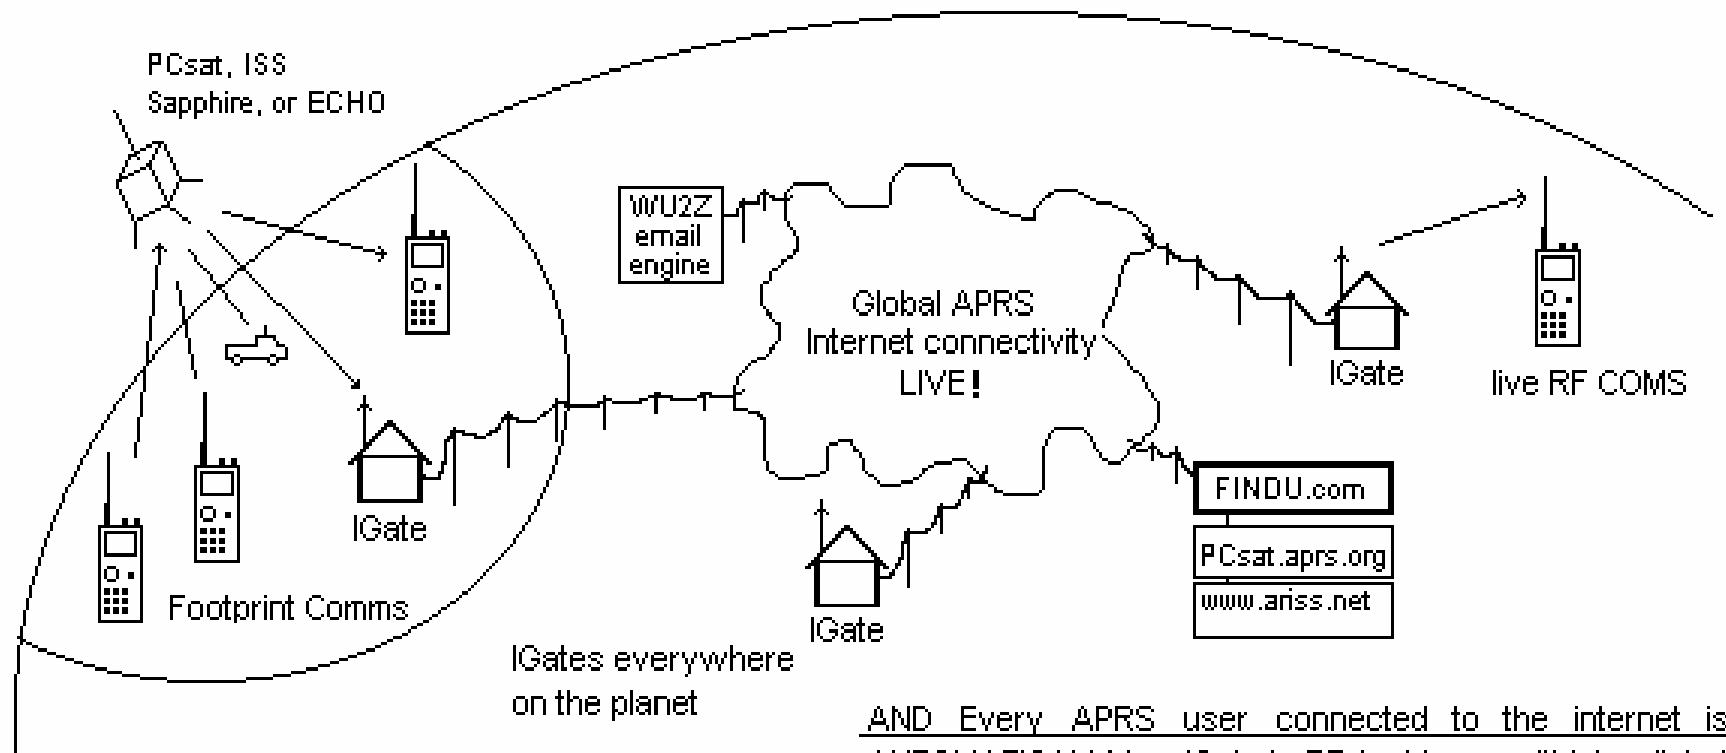 PCsat, ISS
Sapphire, or ECHO
WU2Z
email
engine
Global APRS
Internet connectivity
LIVE!
IGate
live RF COMS
IGate
FINDU.com
PCsat.aprs.org
www.ariss.net
Footprint Comms
IGate
IGates everywhere
on the planet
AND Every APRS user connected to the internet is